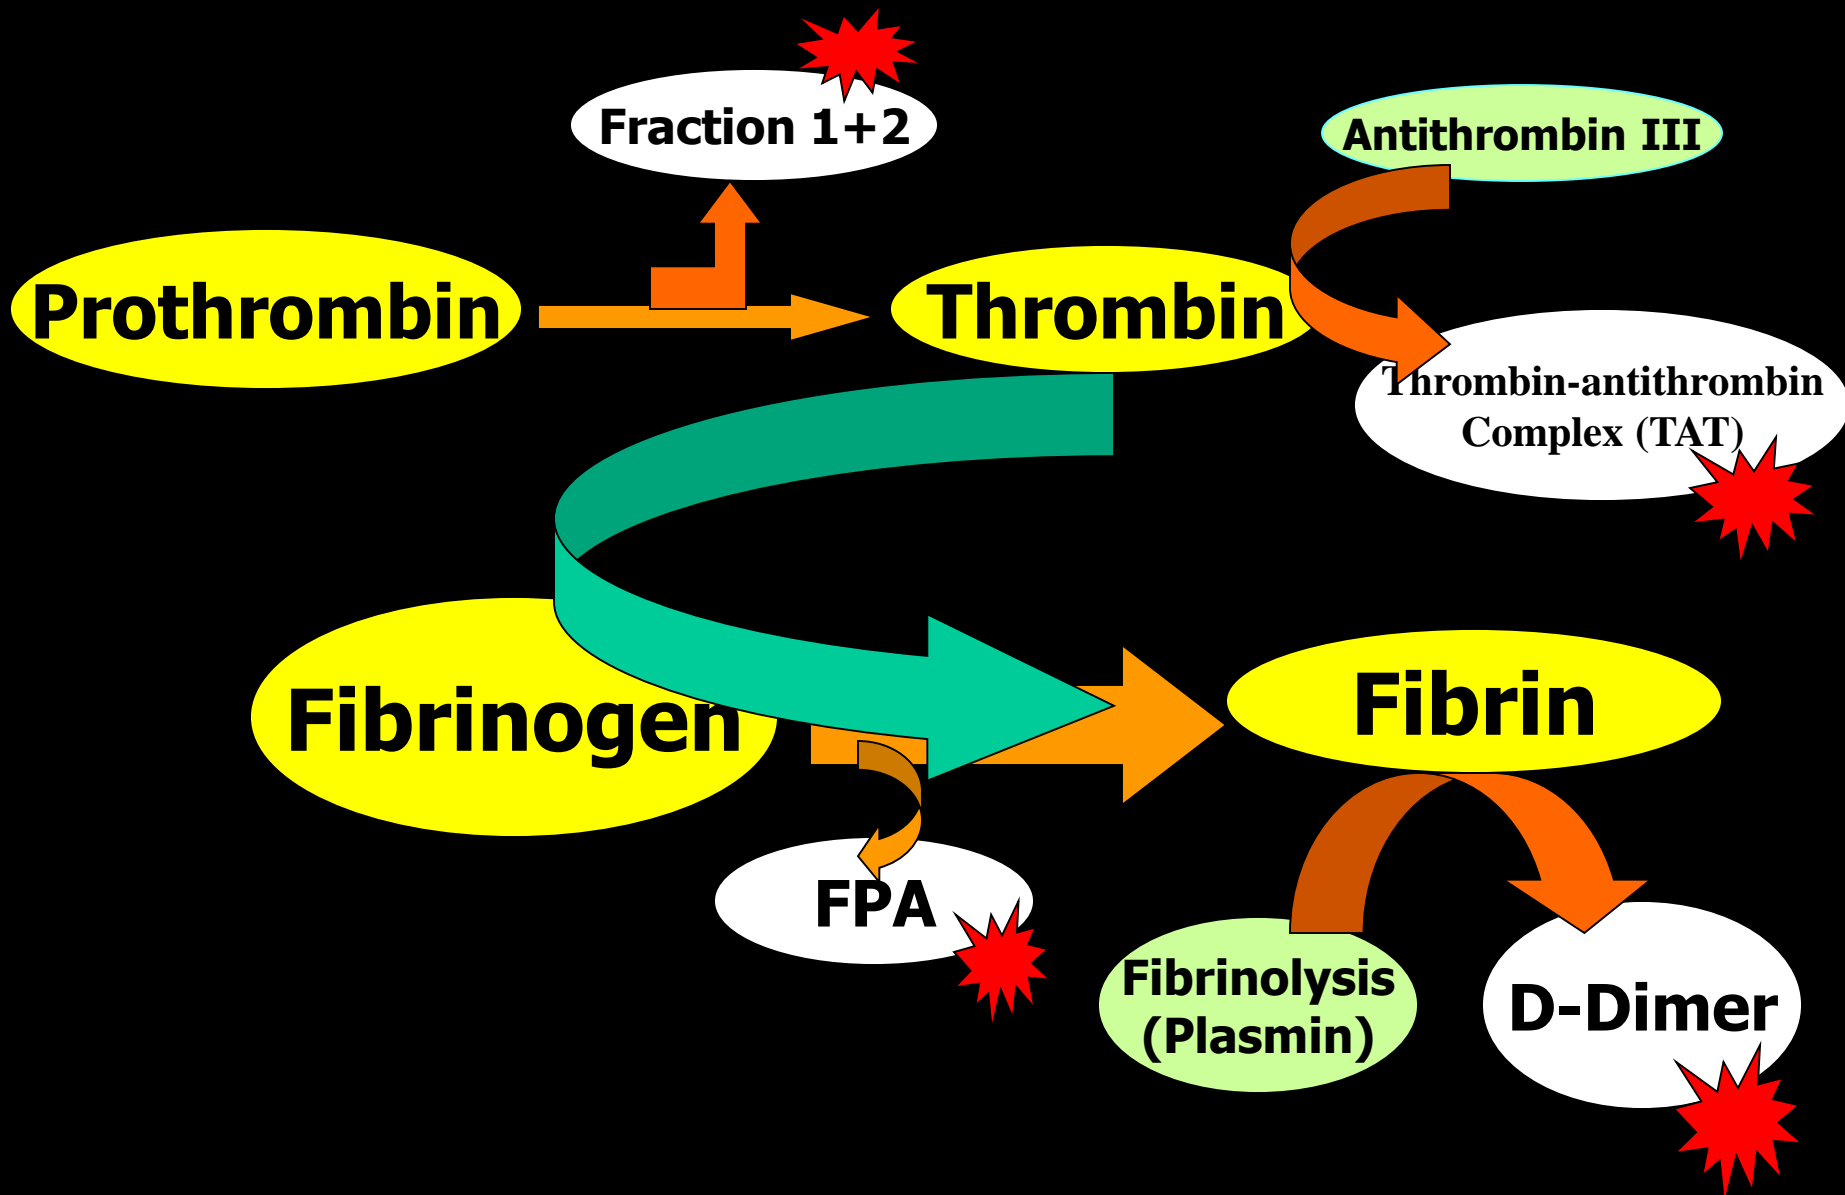 Fraction 1+2
Antithrombin III
Prothrombin
Thrombin
Thrombin-antithrombin
Complex (TAT)
Fibrinogen
Fibrin
FPA
Fibrinolysis
(Plasmin)
D-Dimer